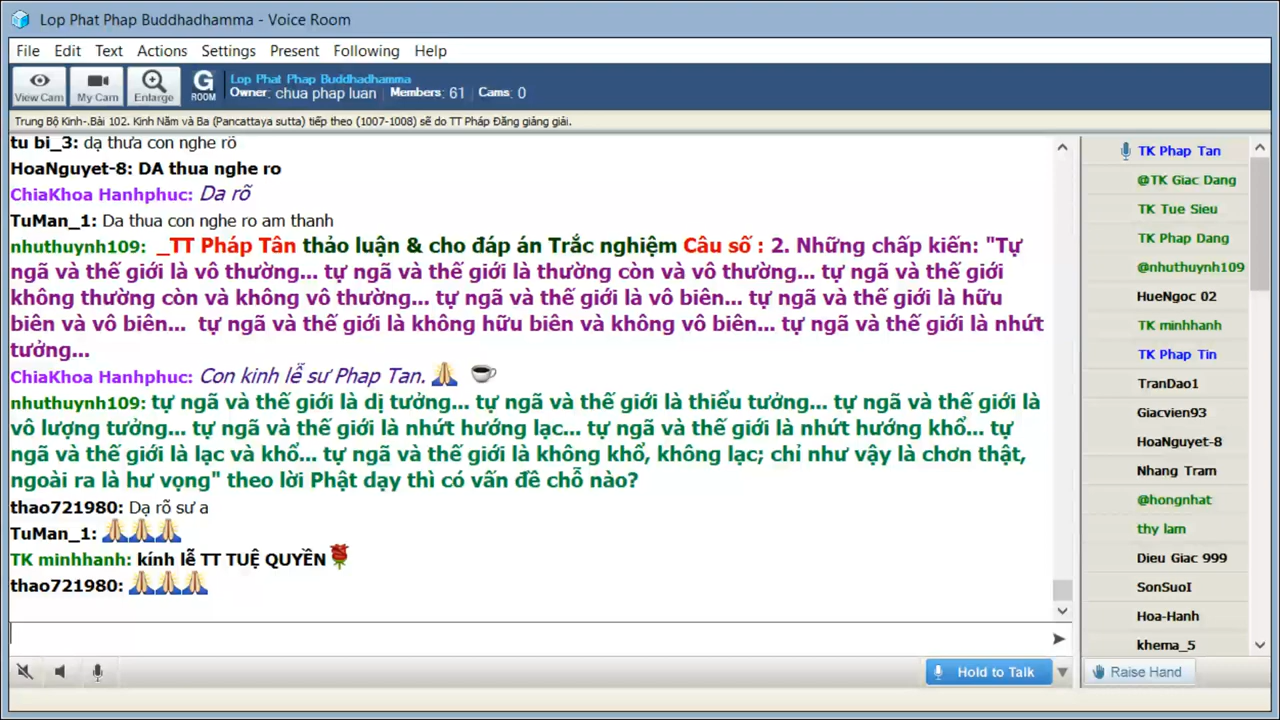 Lop Phat Phap Buddhadhamma - Voice Room
File Edit Text Actions Settings Present Following Help
View Cam My Cam Enlarge G ROOM
Lop Phat Phap Buddhadhamma
Owner: chua phap luan Members: 61 Cams: 0
Trung Bộ Kinh-.Bài 102. Kinh Năm và Ba (Pancattaya sutta) tiếp theo (1007-1008) sẽ do TT Pháp Đăng giảng giải.
tu bi_3: dạ thưa con nghe rõ
HoaNguyet-8: DA thua nghe ro
ChiaKhoa Hanhphuc: Da rõ
TuMan_1: Da thua con nghe ro am thanh
nhuthuynh109: _TT Pháp Tân thảo luận & cho đáp án Trắc nghiệm Câu số : 2. Những chấp kiến: "Tự
ngã và thế giới là vô thường... tự ngã và thế giới là thường còn và vô thường... tự ngã và thế giới
không thường còn và không vô thường... tự ngã và thế giới là vô biên... tự ngã và thế giới là hữu
biên và vô biên... tự ngã và thế giới là không hữu biên và không vô biên... tự ngã và thế giới là nhứt
tưởng...
ChiaKhoa Hanhphuc: Con kinh lễ sư Phap Tan.
nhuthuynh109: tự ngã và thế giới là dị tưởng... tự ngã và thế giới là thiểu tưởng... tự ngã và thế giới là
vô lượng tưởng... tự ngã và thế giới là nhứt hướng lạc... tự ngã và thế giới là nhứt hướng khổ... tự
ngã và thế giới là lạc và khổ... tự ngã và thế giới là không khổ, không lạc; chỉ như vậy là chơn thật,
ngoài ra là hư vọng" theo lời Phật dạy thì có vấn đề chỗ nào?
thao721980: Dạ rõ sư a
TuMan_1:
TK minhhanh: kính lễ TT TUỆ QUYỀN
thao721980:
TK Phap Tan
@TK Giac Dang
TK Tue Sieu
TK Phap Dang
@nhuthuynh109
HueNgoc 02
TK minhhanh
TK Phap Tin
TranDao1
Giacvien93
HoaNguyet-8
Nhang Tram
@hongnhat
thy lam
Dieu Giac 999
SonSuoI
Hoa-Hanh
khema_5
Hold to Talk
Raise Hand